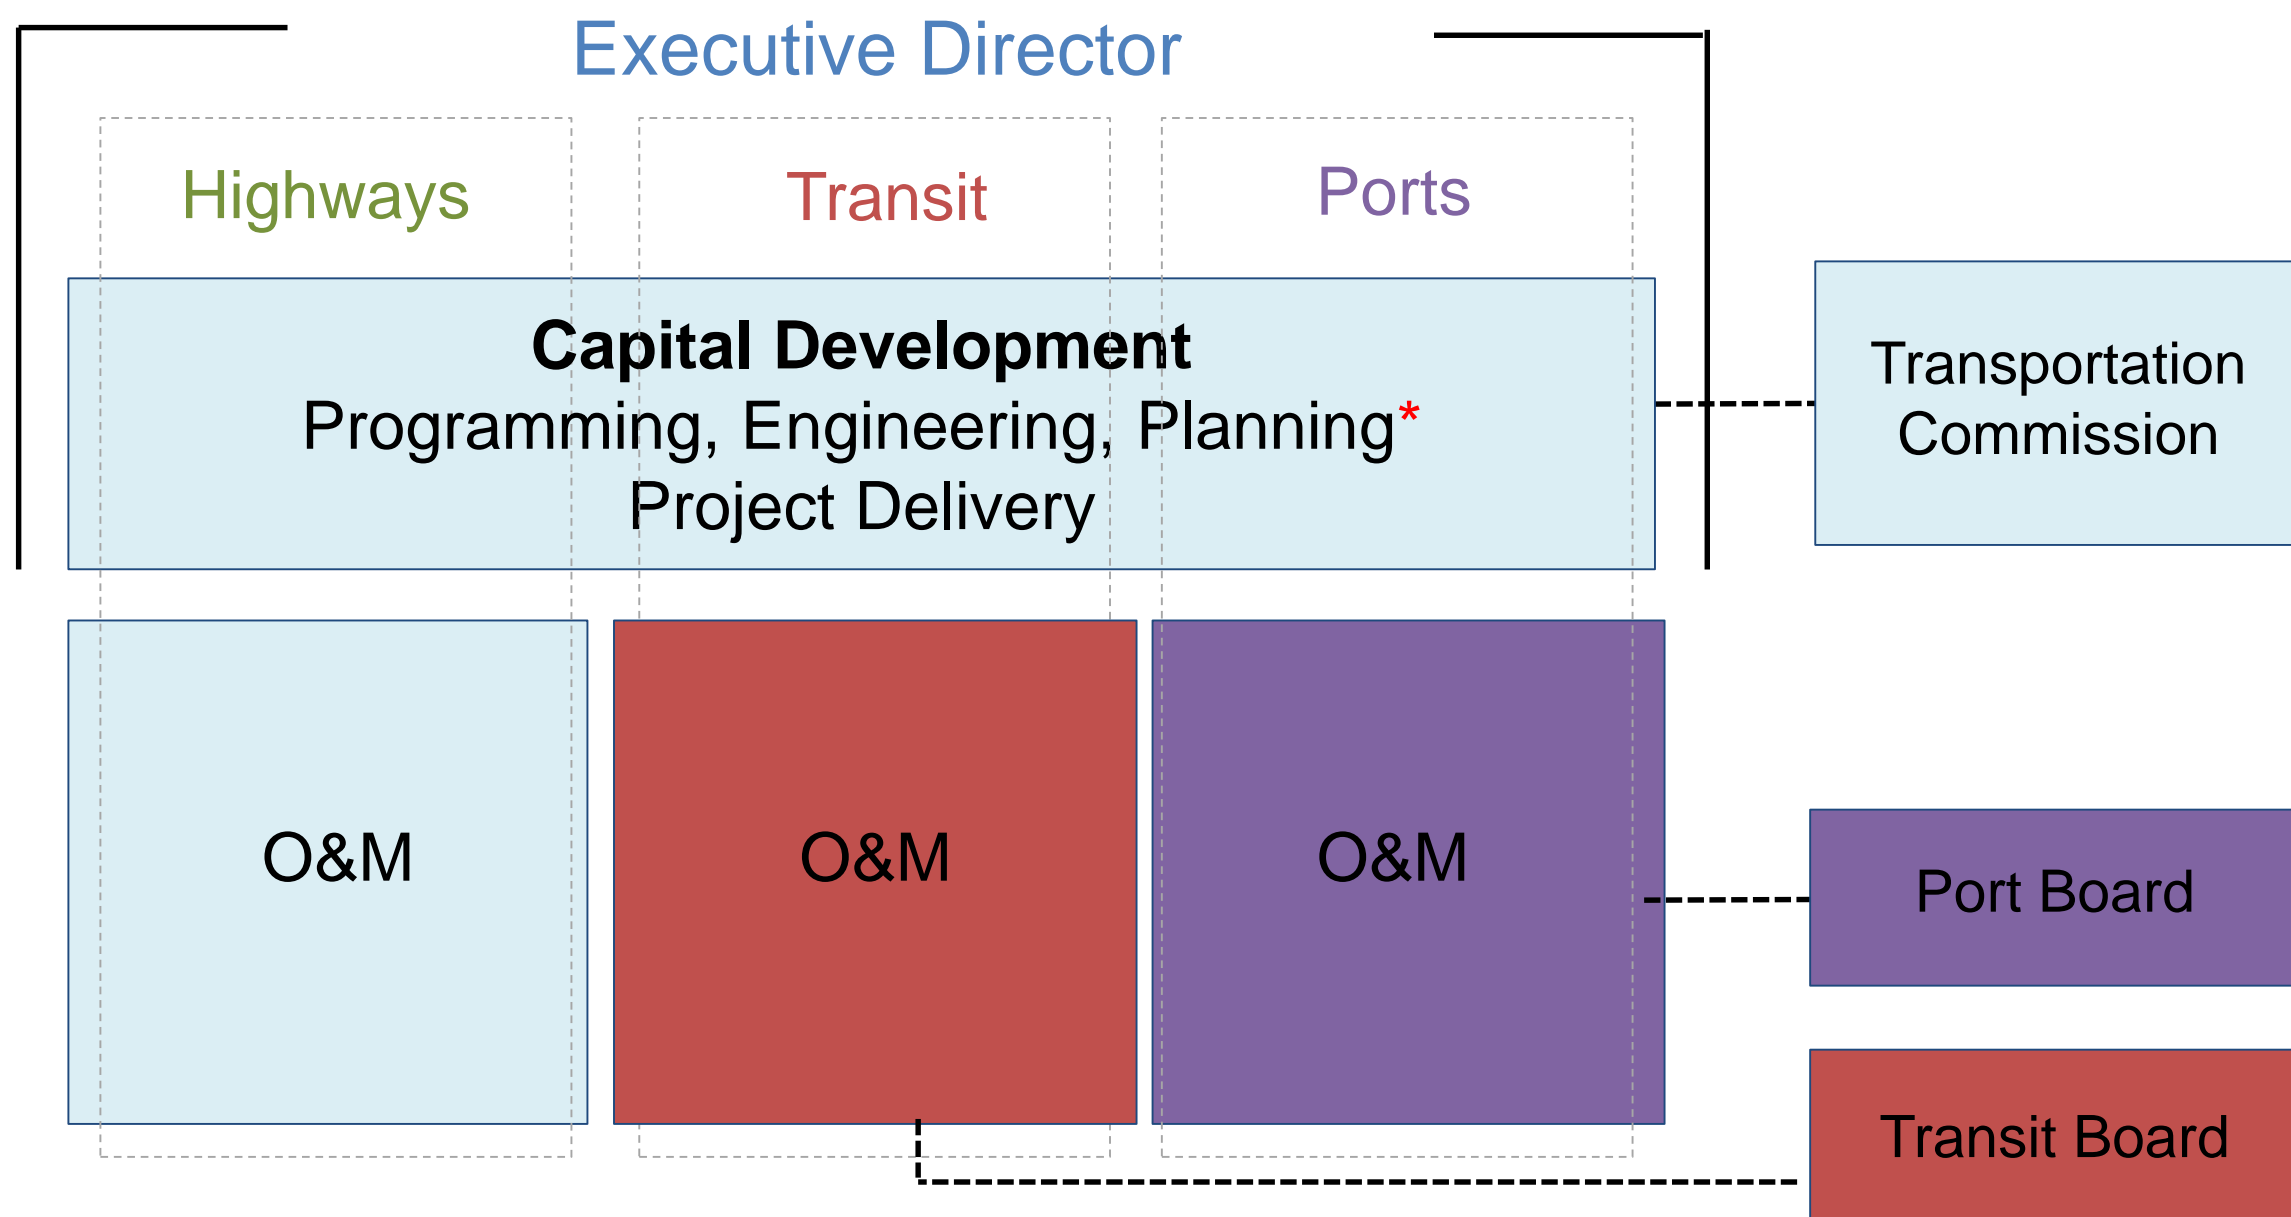 Executive Director
Highways
Transit
Ports
Capital Development
Programming, Engineering, Planning*
Project Delivery
Transportation
Commission
O&M
O&M
O&M
Port Board
Transit Board